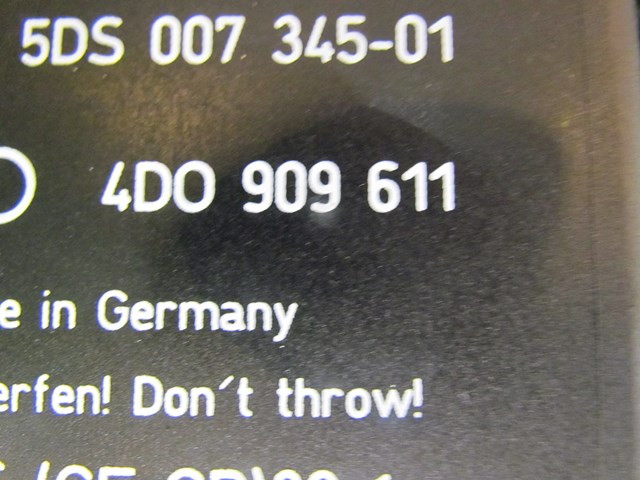 5DS 007 345-01
4DO 909 611
e in Germany
erfen! Don´t throw!